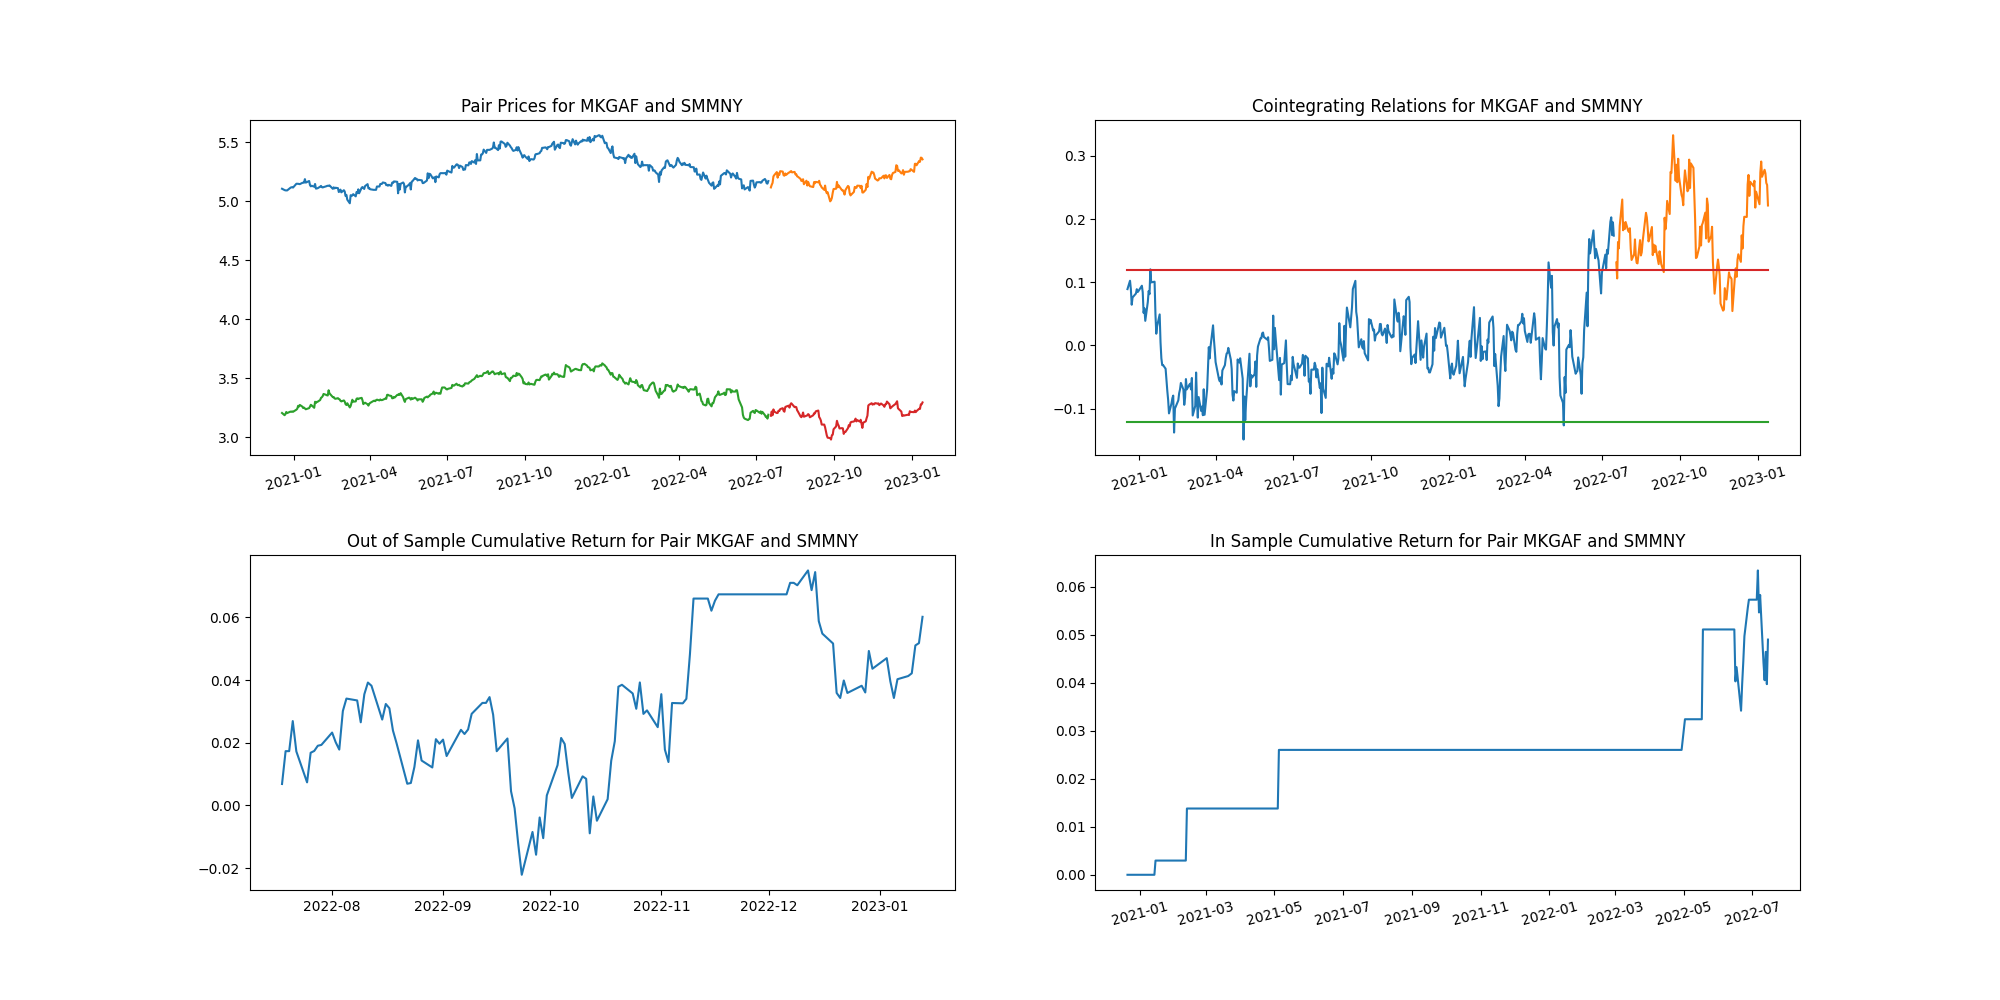 Pair Prices for MKGAF and SMMNY
5.5
5.0
4.5
4.0
3.5
3.0
2021-01 2021-04 2021-07 2021-10 2022-01 2022-04 2022-07 2022-10 2023-01
Cointegrating Relations for MKGAF and SMMNY
0.3
0.2
0.1
0.0
−0.1
2021-01 2021-04 2021-07 2021-10 2022-01 2022-04 2022-07 2022-10 2023-01
Out of Sample Cumulative Return for Pair MKGAF and SMMNY
0.06
0.04
0.02
0.00
−0.02
2022-08 2022-09 2022-10 2022-11 2022-12 2023-01
In Sample Cumulative Return for Pair MKGAF and SMMNY
0.06
0.05
0.04
0.03
0.02
0.01
0.00
2021-01 2021-03 2021-05 2021-07 2021-09 2021-11 2022-01 2022-03 2022-05 2022-07